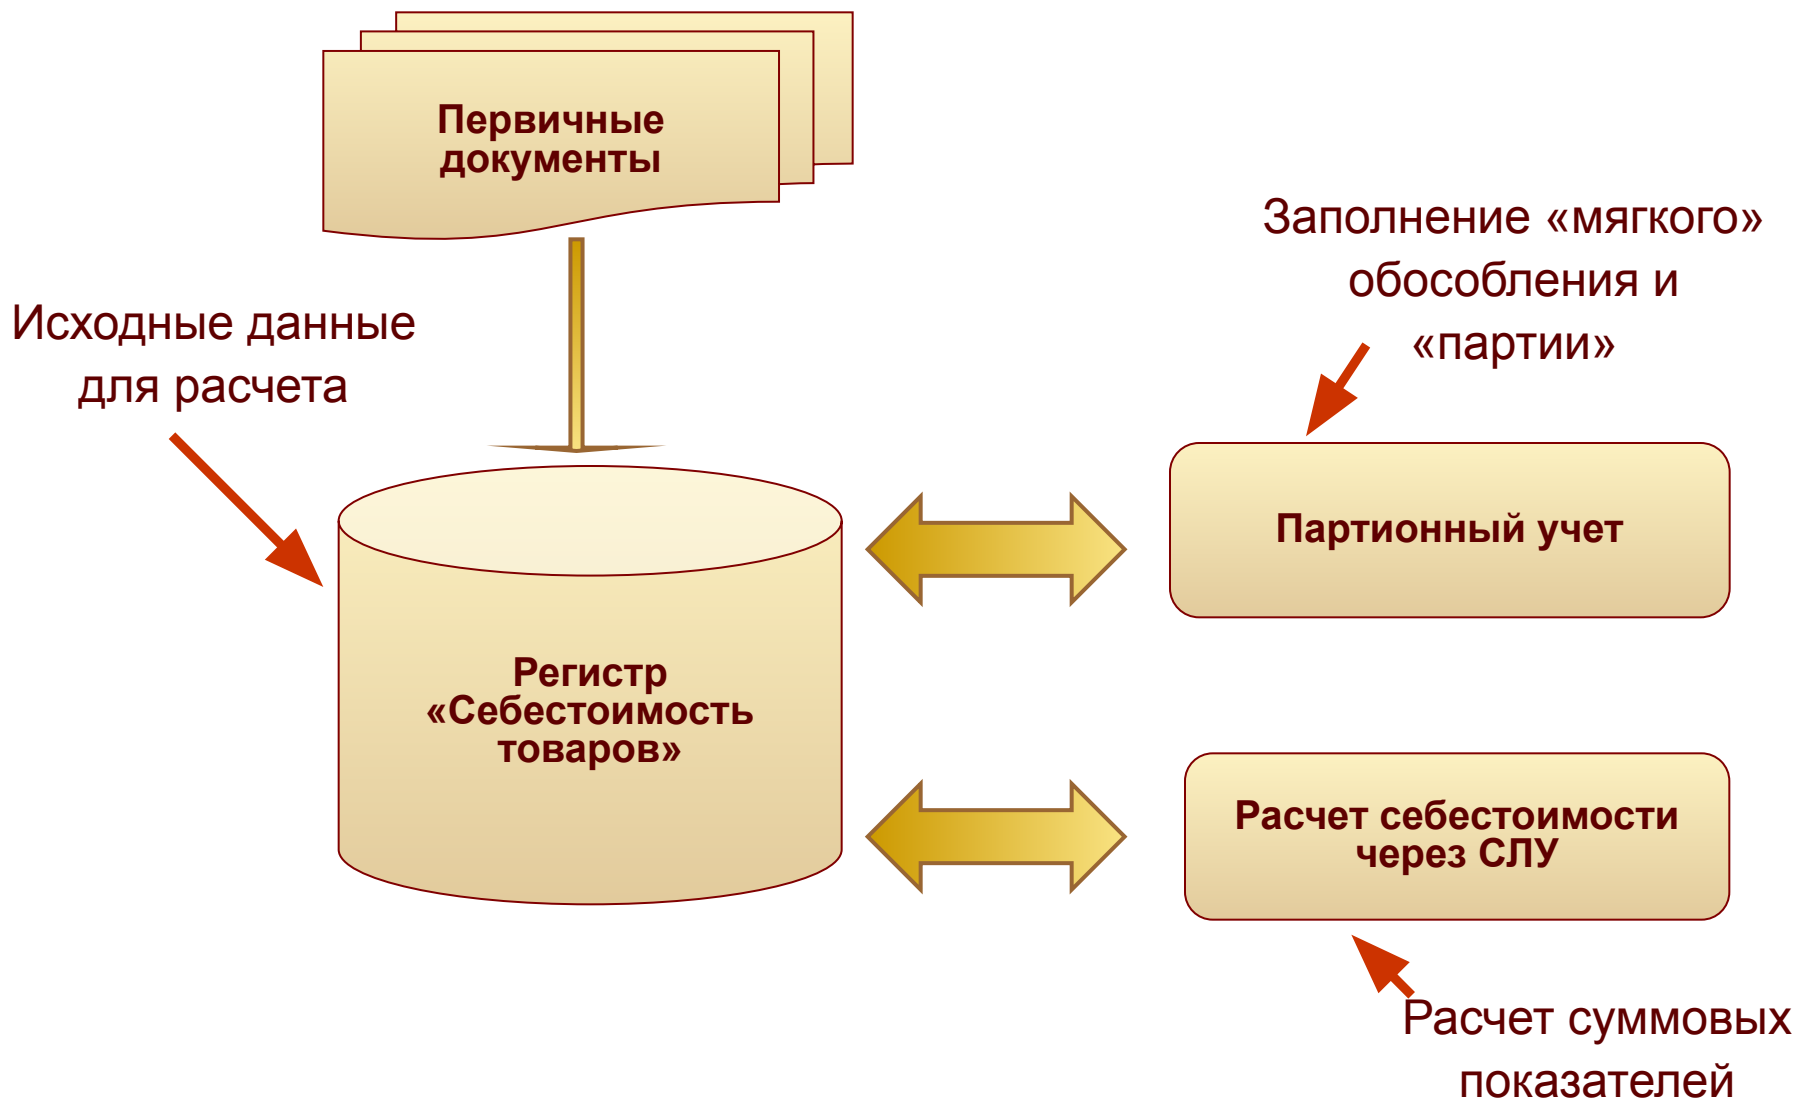 Первичные
документы
Заполнение «мягкого»
обособления и
«партии»
Исходные данные
для расчета
Партионный учет
Регистр
«Себестоимость
товаров»
Расчет себестоимости
через СЛУ
Расчет суммовых
показателей